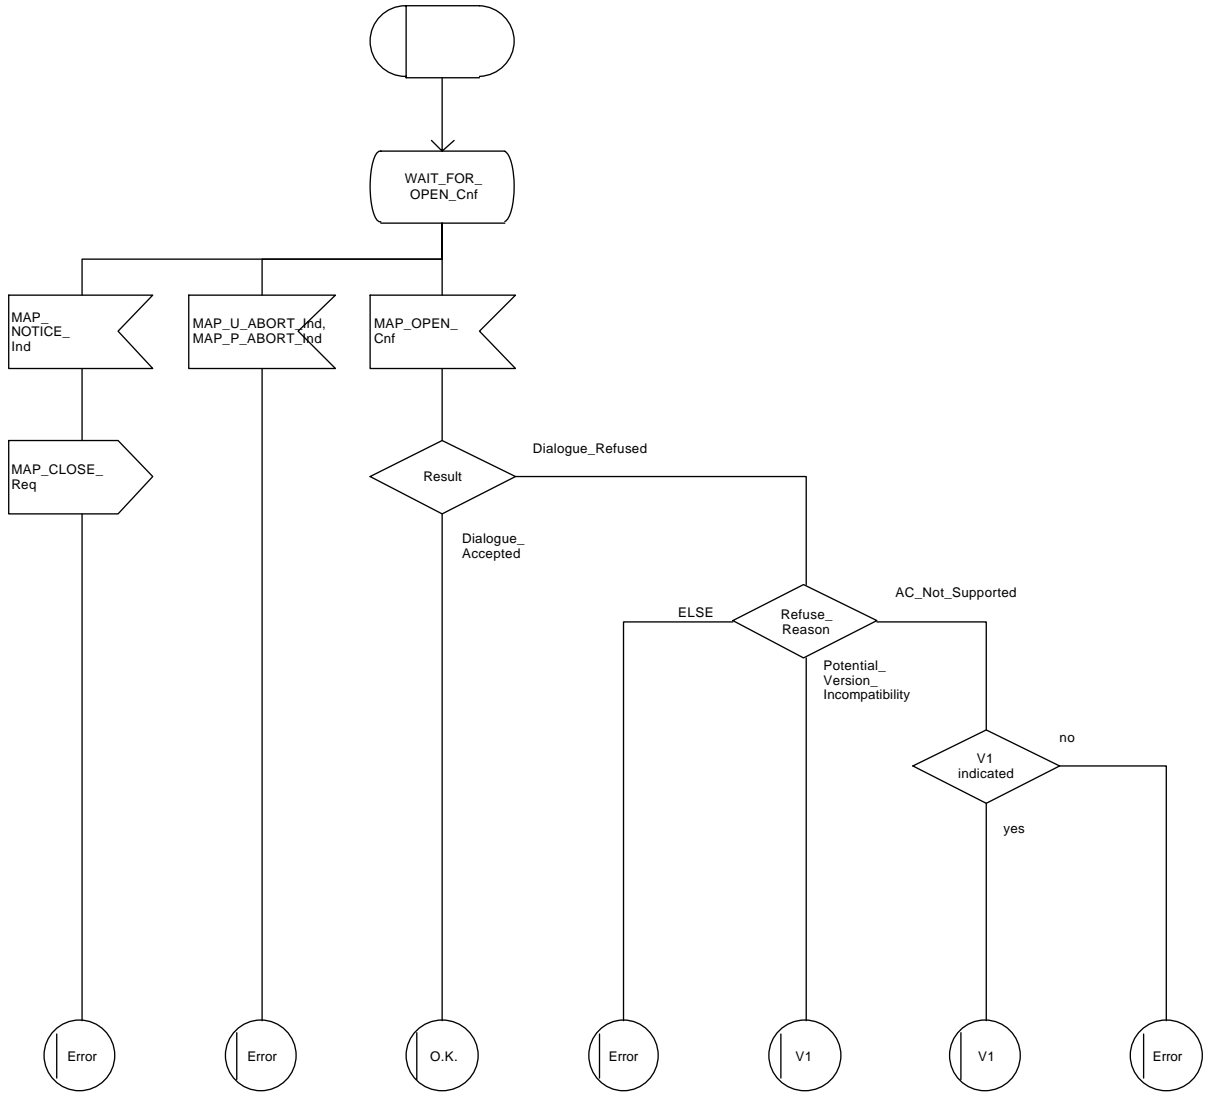 WAIT_FOR_
OPEN_Cnf
MAP_
NOTICE_
Ind
MAP_U_ABORT_Ind,
MAP_P_ABORT_Ind
MAP_OPEN_
Cnf
MAP_CLOSE_
Req
Result
Dialogue_Refused
Dialogue_
Accepted
ELSE
Refuse_
Reason
AC_Not_Supported
Potential_
Version_
Incompatibility
V1
indicated
no
yes
Error
Error
O.K.
Error
V1
V1
Error